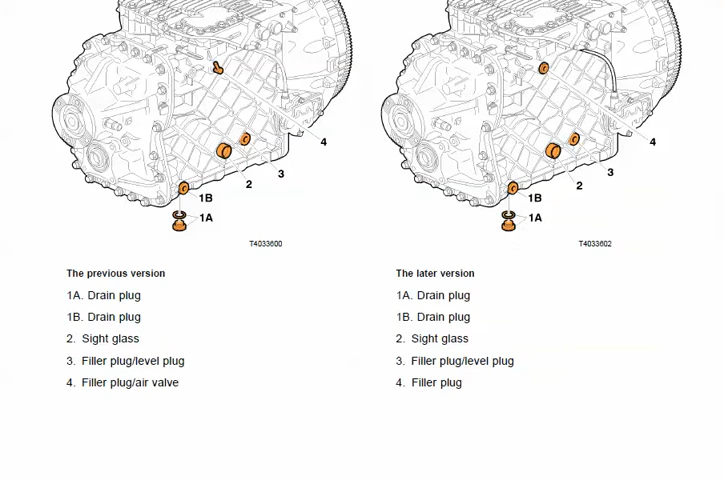 4
3
2
1B
1A
T4033600
4
3
2
1B
1A
T4033602
The previous version
1A. Drain plug
1B. Drain plug
2. Sight glass
3. Filler plug/level plug
4. Filler plug/air valve
The later version
1A. Drain plug
1B. Drain plug
2. Sight glass
3. Filler plug/level plug
4. Filler plug